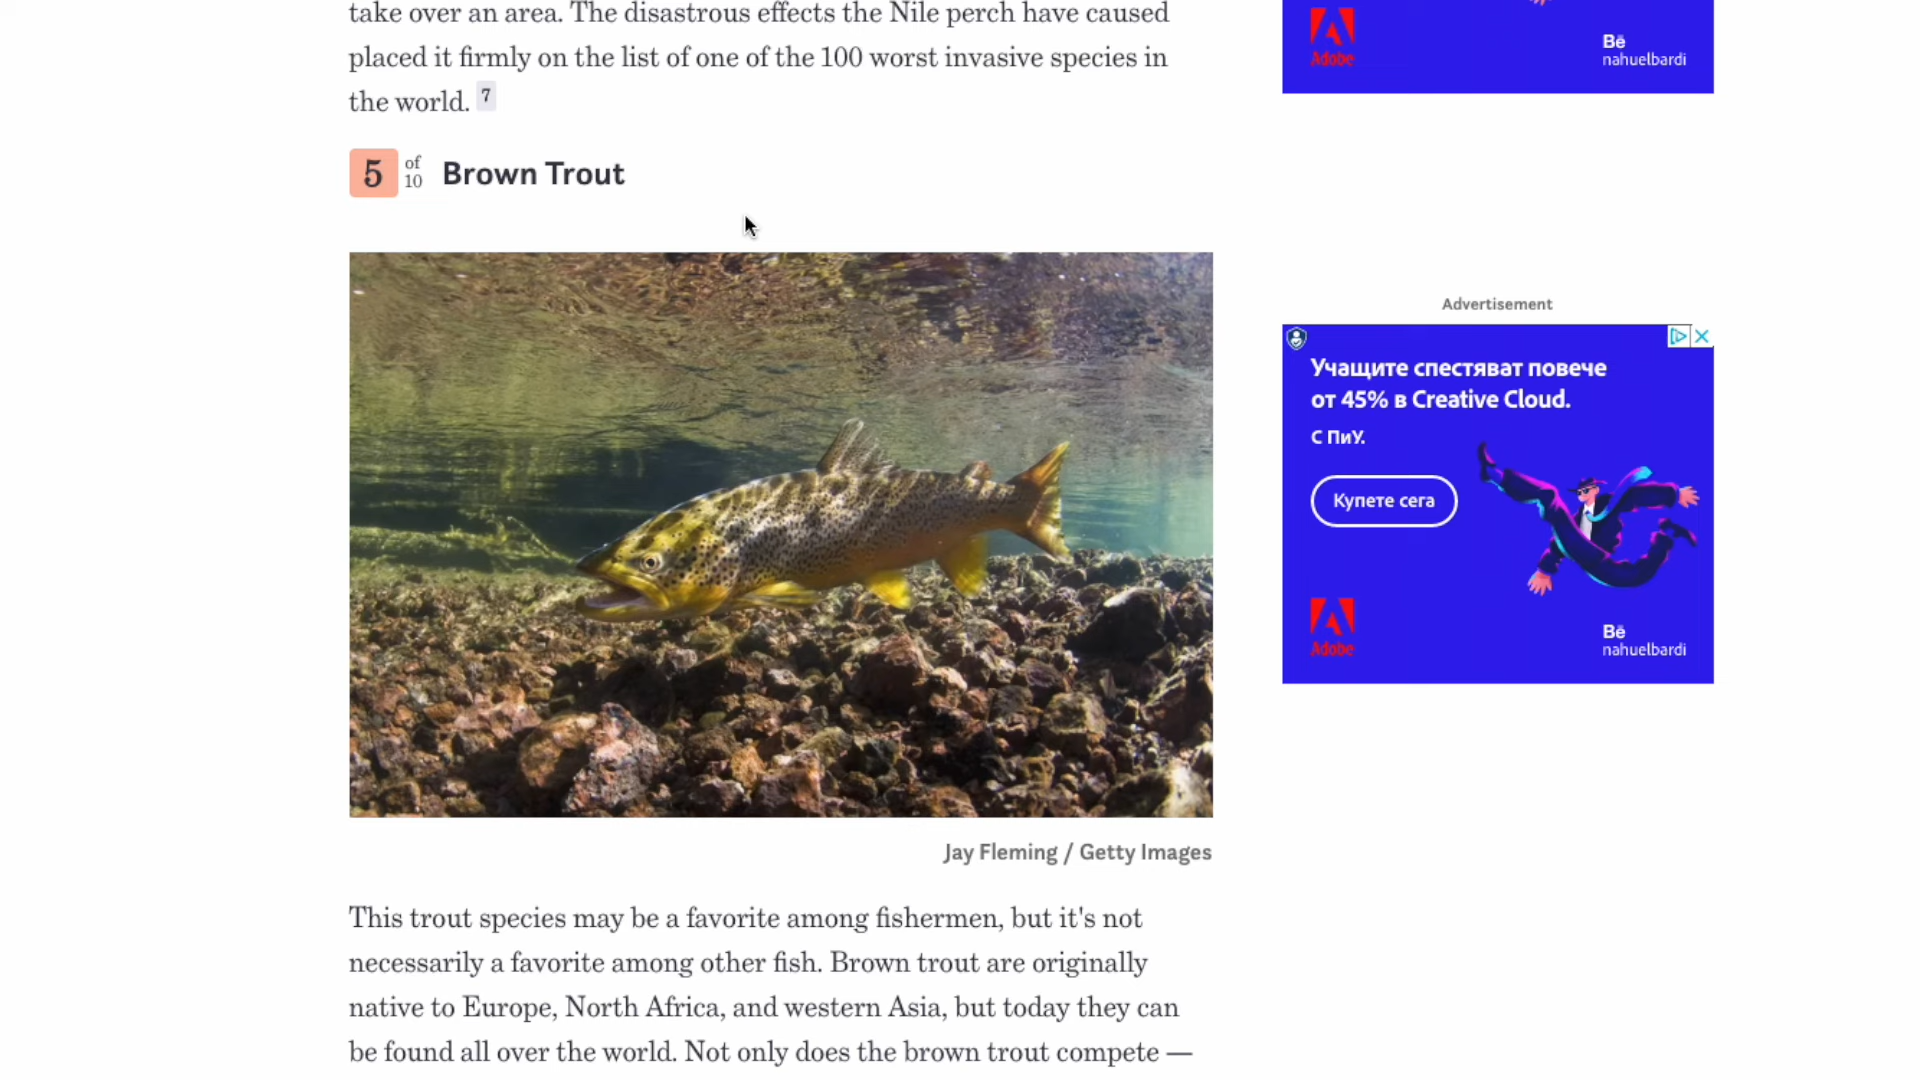 take over an area. The disastrous effects the Nile perch have caused
placed it firmly on the list of one of the 100 worst invasive species in
the world. 7
5 of 10 Brown Trout
Jay Fleming / Getty Images
This trout species may be a favorite among fishermen, but it's not
necessarily a favorite among other fish. Brown trout are originally
native to Europe, North Africa, and western Asia, but today they can
be found all over the world. Not only does the brown trout compete —
Adobe
Bē
nahuelbardi
Advertisement
Учащите спестяват повече
от 45% в Creative Cloud.
С ПиУ.
Купете сега
Adobe
Bē
nahuelbardi